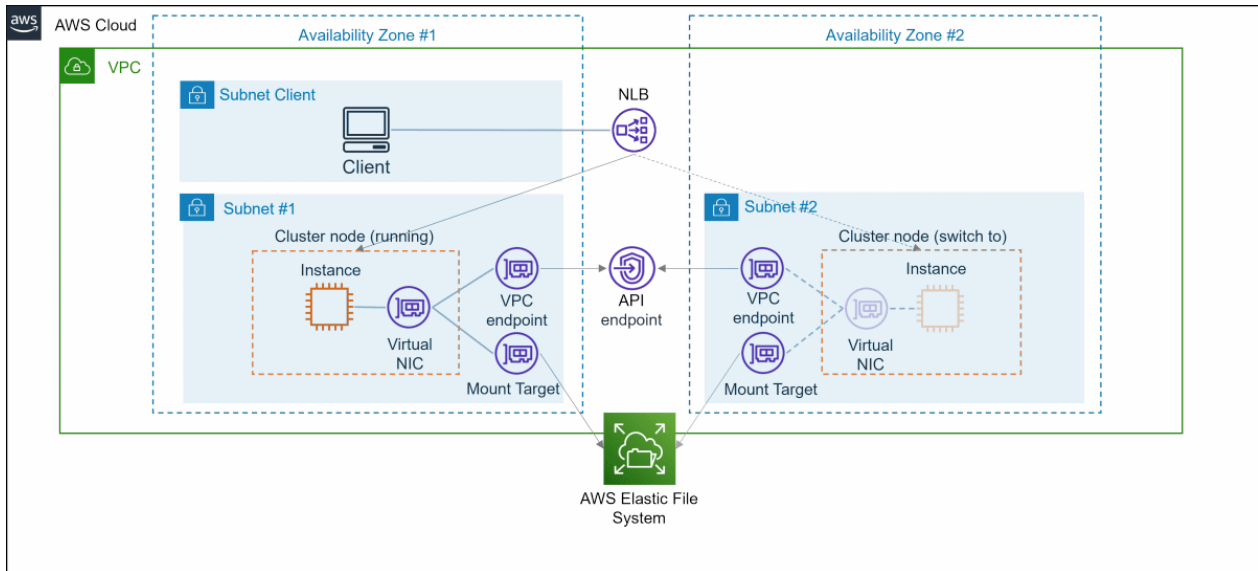 aws
AWS Cloud
Availability Zone #1
Availability Zone #2
VPC
Subnet Client
NLB
Client
Subnet #1
Subnet #2
Cluster node (running)
Cluster node (switch to)
Instance
Instance
VPC
endpoint
API
endpoint
VPC
endpoint
Virtual
NIC
Virtual
NIC
Mount Target
Mount Target
AWS Elastic File
System